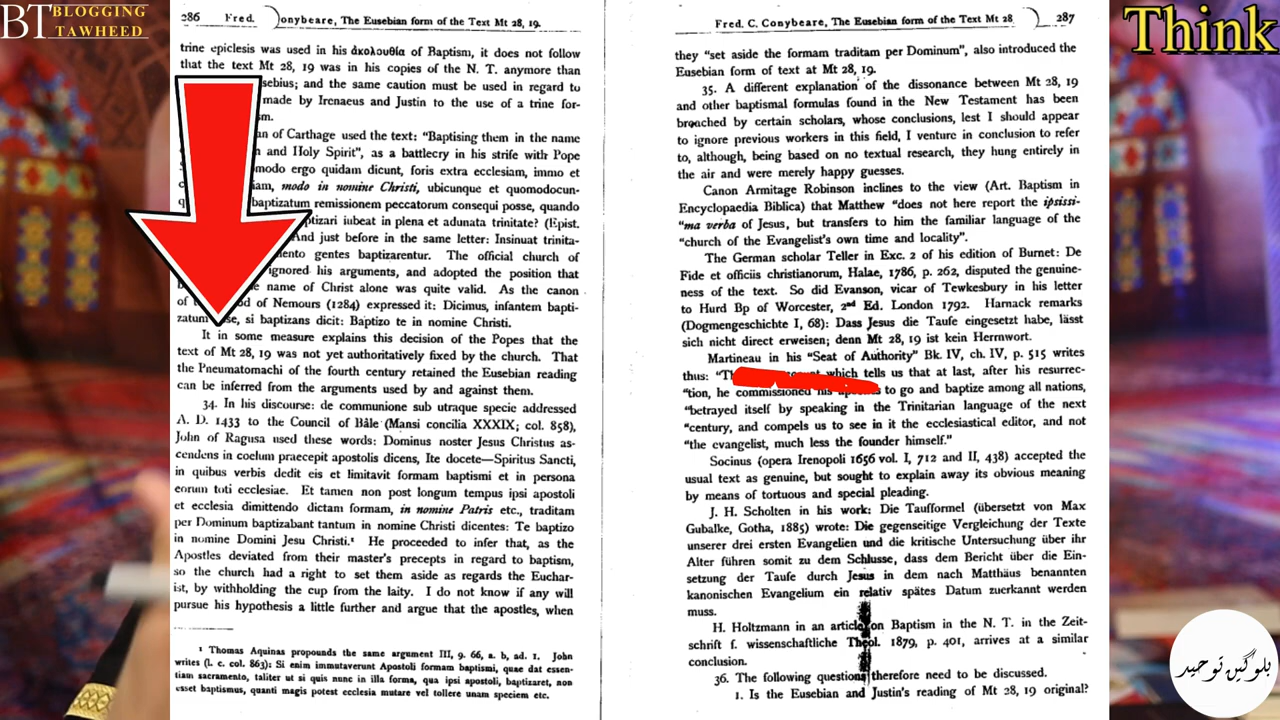 BT BLOGGING
TAWHEED
Think
286 Fred. onybeare, The Eusebian form of the Text Mt 28, 19.
trine epiclesis was used in his ἀκολουθία of Baptism, it does not follow
that the text Mt 28, 19 was in his copies of the N. T. anymore than
sebius; and the same caution must be used in regard to
made by Irenaeus and Justin to the use of a trine for-
sm.
an of Carthage used the text: "Baptising them in the name
n and Holy Spirit", as a battlecry in his strife with Pope
modo ergo quidam dicunt, foris extra ecclesiam, immo et
iam, modo in nomine Christi, ubicunque et quomodocun-
baptizatum remissionem peccatorum consequi posse, quando
ptizari iubeat in plena et adunata trinitate? (Epist.
And just before in the same letter: Insinuat trinita-
ento gentes baptizarentur. The official church of
ignored his arguments, and adopted the position that
name of Christ alone was quite valid. As the canon
of d of Nemours (1284) expressed it: Dicimus, infantem bapti-
zatum se, si baptizans dicit: Baptizo te in nomine Christi.
It in some measure explains this decision of the Popes that the
text of Mt 28, 19 was not yet authoritatively fixed by the church. That
the Pneumatomachi of the fourth century retained the Eusebian reading
can be inferred from the arguments used by and against them.
34. In his discourse: de communione sub utraque specie addressed
A. D. 1433 to the Council of Bâle (Mansi concilia XXXIX; col. 858),
John of Ragusa used these words: Dominus noster Jesus Christus as-
cendens in coelum praecepit apostolis dicens, Ite docete—Spiritus Sancti,
in quibus verbis dedit eis et limitavit formam baptismi et in persona
eorum toti ecclesiae. Et tamen non post longum tempus ipsi apostoli
et ecclesia dimittendo dictam formam, in nomine Patris etc., traditam
per Dominum baptizabant tantum in nomine Christi dicentes: Te baptizo
in nomine Domini Jesu Christi.¹ He proceeded to infer that, as the
Apostles deviated from their master's precepts in regard to baptism,
so the church had a right to set them aside as regards the Euchar-
ist, by withholding the cup from the laity. I do not know if any will
pursue his hypothesis a little further and argue that the apostles, when
¹ Thomas Aquinas propounds the same argument III, 9. 66, a. b, ad. 1. John
writes (l. c. col. 863): Si enim immutaverunt Apostoli formam baptismi, quae dat essen-
tiam sacramento, taliter ut si quis nunc in illa forma, qua ipsi apostoli, baptizaret, non
esset baptismus, quanti magis potest ecclesia mutare vel tollere unam speciem etc.
Fred. C. Conybeare, The Eusebian form of the Text Mt 28 287
they "set aside the formam traditam per Dominum", also introduced the
Eusebian form of text at Mt 28, 19.
35. A different explanation of the dissonance between Mt 28, 19
and other baptismal formulas found in the New Testament has been
broached by certain scholars, whose conclusions, lest I should appear
to ignore previous workers in this field, I venture in conclusion to refer
to, although, being based on no textual research, they hung entirely in
the air and were merely happy guesses.
Canon Armitage Robinson inclines to the view (Art. Baptism in
Encyclopaedia Biblica) that Matthew "does not here report the ipsissi-
"ma verba of Jesus, but transfers to him the familiar language of the
"church of the Evangelist's own time and locality".
The German scholar Teller in Exc. 2 of his edition of Burnet: De
Fide et officiis christianorum, Halae, 1786, p. 262, disputed the genuine-
ness of the text. So did Evanson, vicar of Tewkesbury in his letter
to Hurd Bp of Worcester, 2nd Ed. London 1792. Harnack remarks
(Dogmengeschichte I, 68): Dass Jesus die Taufe eingesetzt habe, lässt
sich nicht direct erweisen; denn Mt 28, 19 ist kein Herrnwort.
Martineau in his "Seat of Authority" Bk. IV, ch. IV, p. 515 writes
thus: "T which tells us that at last, after his resurrec-
"tion, he commissioned his to go and baptize among all nations,
"betrayed itself by speaking in the Trinitarian language of the next
"century, and compels us to see in it the ecclesiastical editor, and not
"the evangelist, much less the founder himself."
Socinus (opera Irenopoli 1656 vol. I, 712 and II, 438) accepted the
usual text as genuine, but sought to explain away its obvious meaning
by means of tortuous and special pleading.
J. H. Scholten in his work: Die Taufformel (übersetzt von Max
Gubalke, Gotha, 1885) wrote: Die gegenseitige Vergleichung der Texte
unserer drei ersten Evangelien und die kritische Untersuchung über ihr
Alter führen somit zu dem Schlusse, dass dem Bericht über die Ein-
setzung der Taufe durch Jesus in dem nach Matthäus benannten
kanonischen Evangelium ein relativ spätes Datum zuerkannt werden
muss.
H. Holtzmann in an article on Baptism in the N. T. in the Zeit-
schrift f. wissenschaftliche Theol. 1879, p. 401, arrives at a similar
conclusion.
36. The following questions therefore need to be discussed.
1. Is the Eusebian and Justin's reading of Mt 28, 19 original?
بلوگنگ توحید